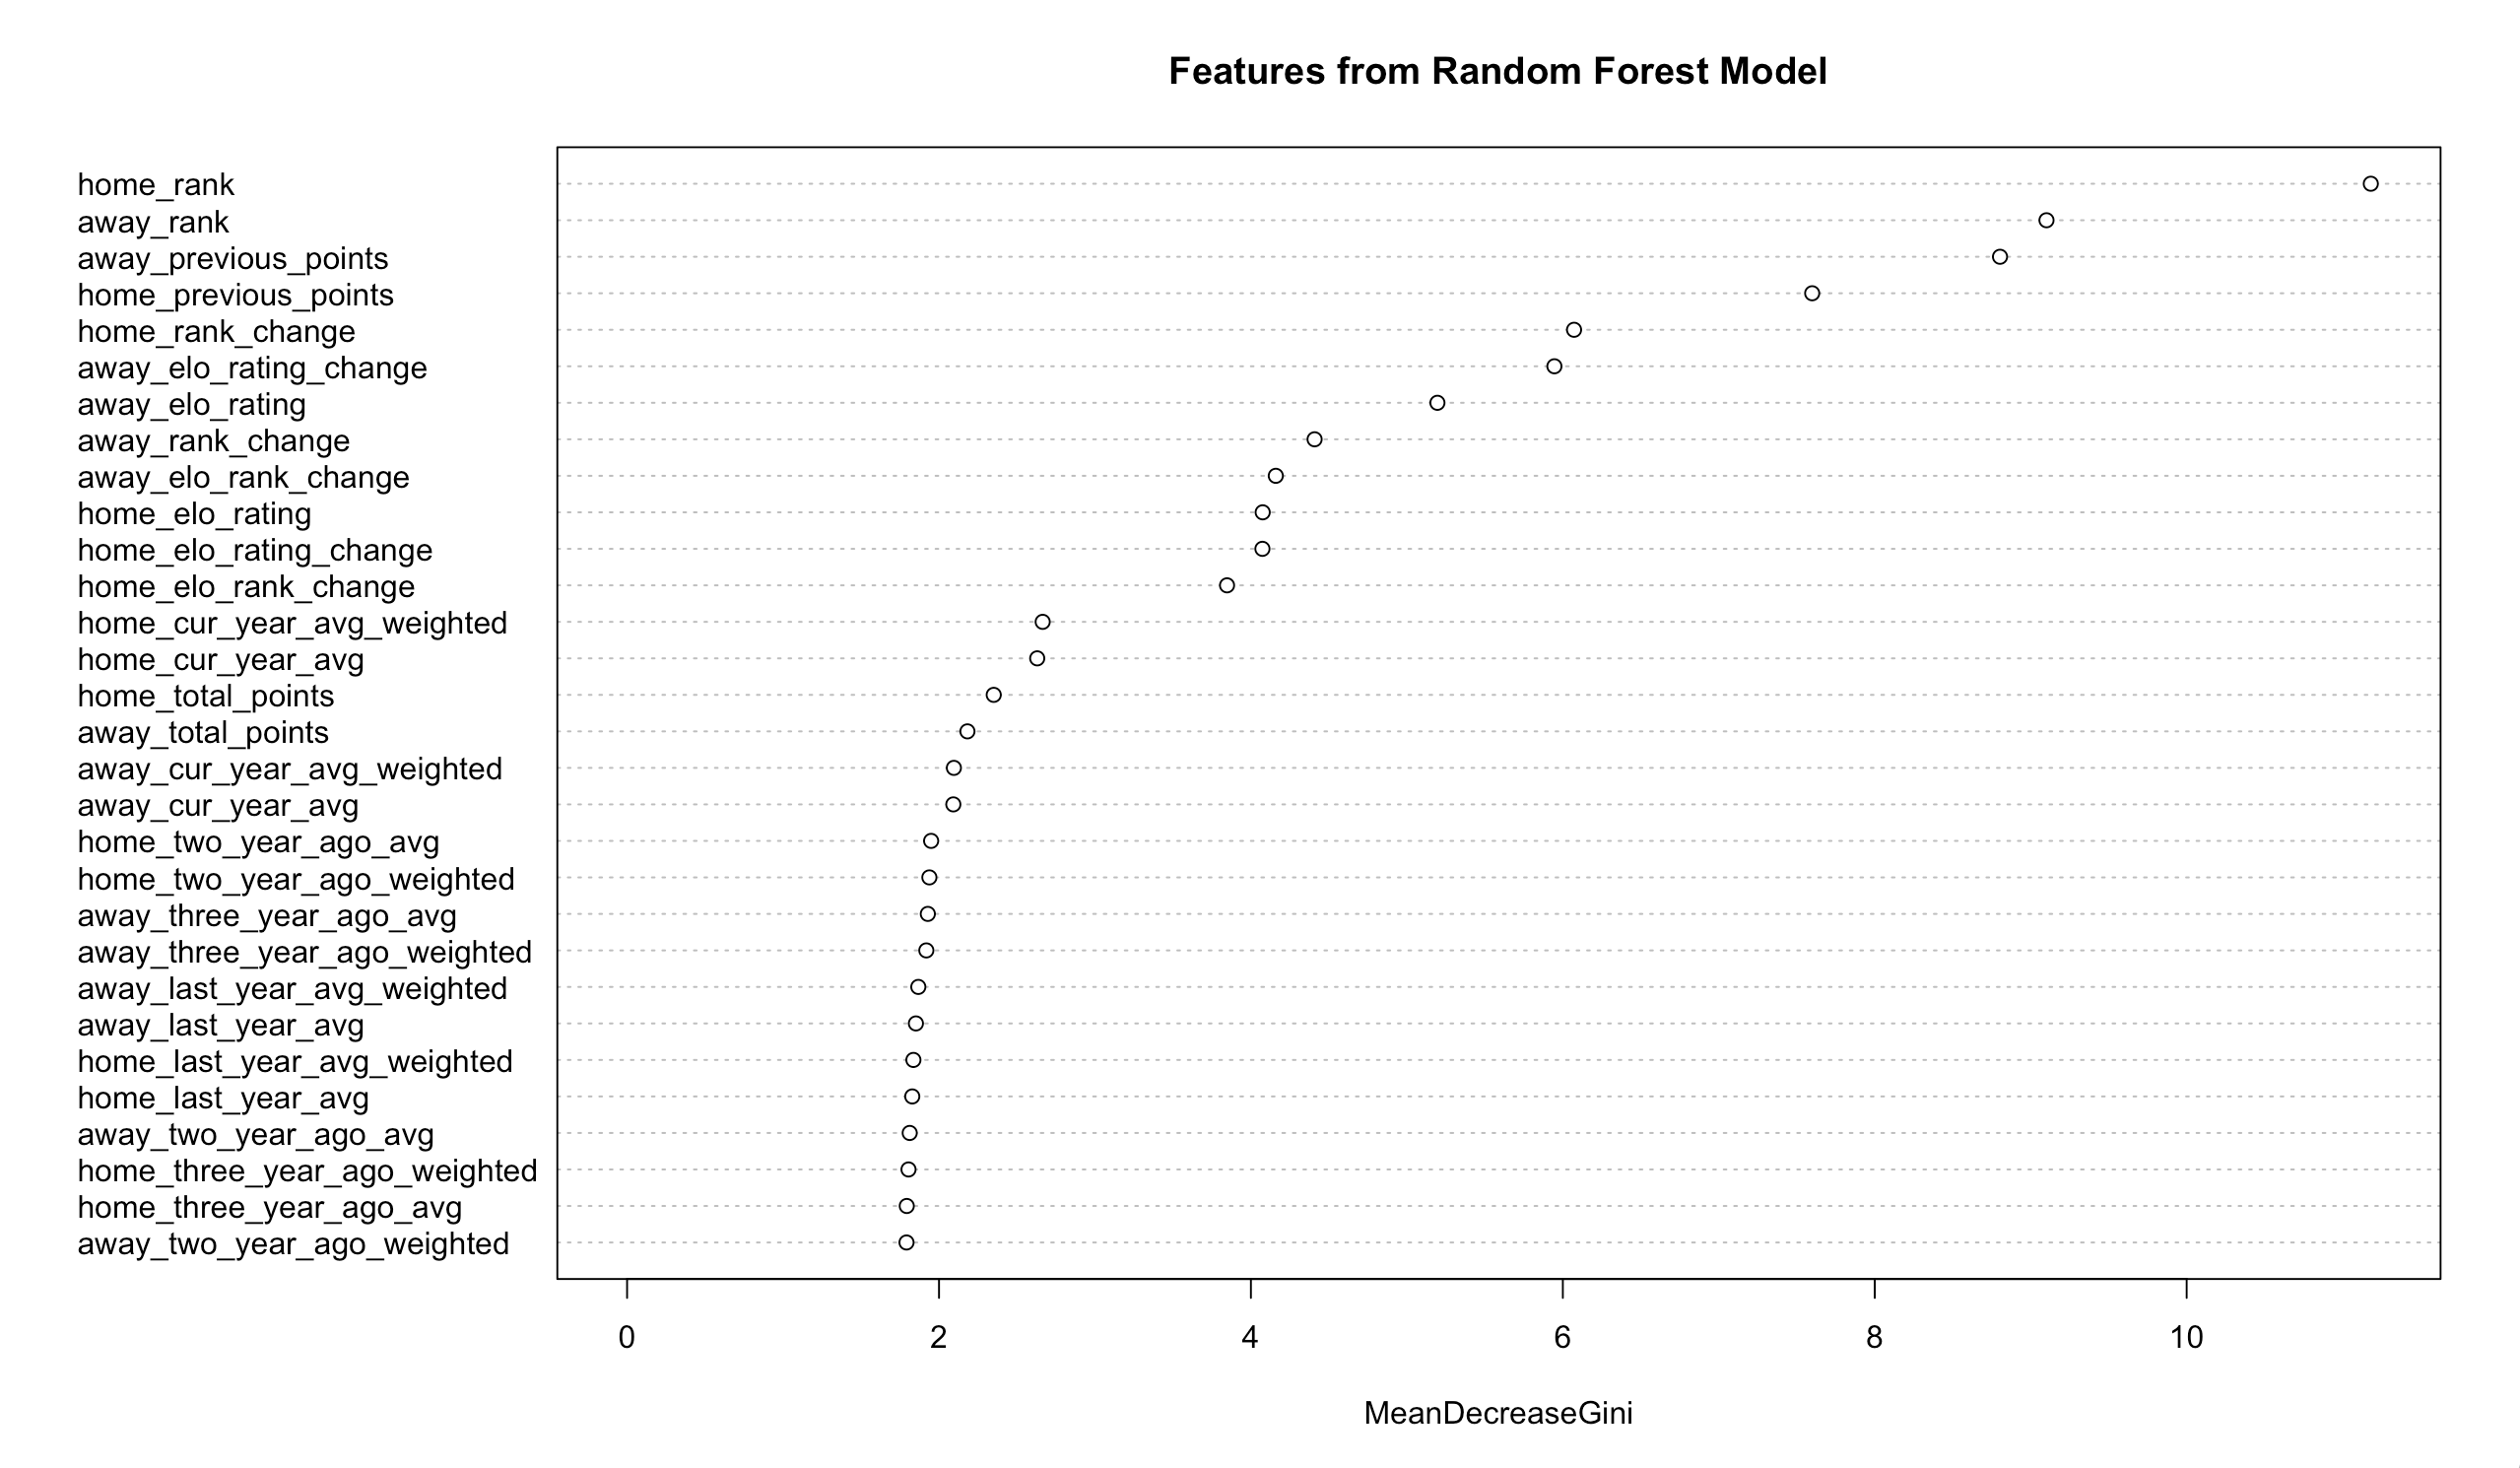 Features from Random Forest Model
home_rank
away_rank
away_previous_points
home_previous_points
home_rank_change
away_elo_rating_change
away_elo_rating
away_rank_change
away_elo_rank_change
home_elo_rating
home_elo_rating_change
home_elo_rank_change
home_cur_year_avg_weighted
home_cur_year_avg
home_total_points
away_total_points
away_cur_year_avg_weighted
away_cur_year_avg
home_two_year_ago_avg
home_two_year_ago_weighted
away_three_year_ago_avg
away_three_year_ago_weighted
away_last_year_avg_weighted
away_last_year_avg
home_last_year_avg_weighted
home_last_year_avg
away_two_year_ago_avg
home_three_year_ago_weighted
home_three_year_ago_avg
away_two_year_ago_weighted
0 2 4 6 8 10
MeanDecreaseGini